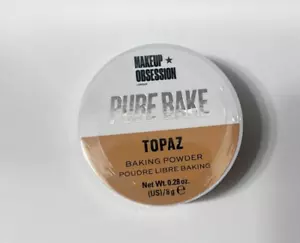 MAKEUP ★
OBSESSION
PURE BAKE
TOPAZ
BAKING POWDER
POUDRE LIBRE BAKING
Net Wt. 0.28oz.
(US)/8g ℮